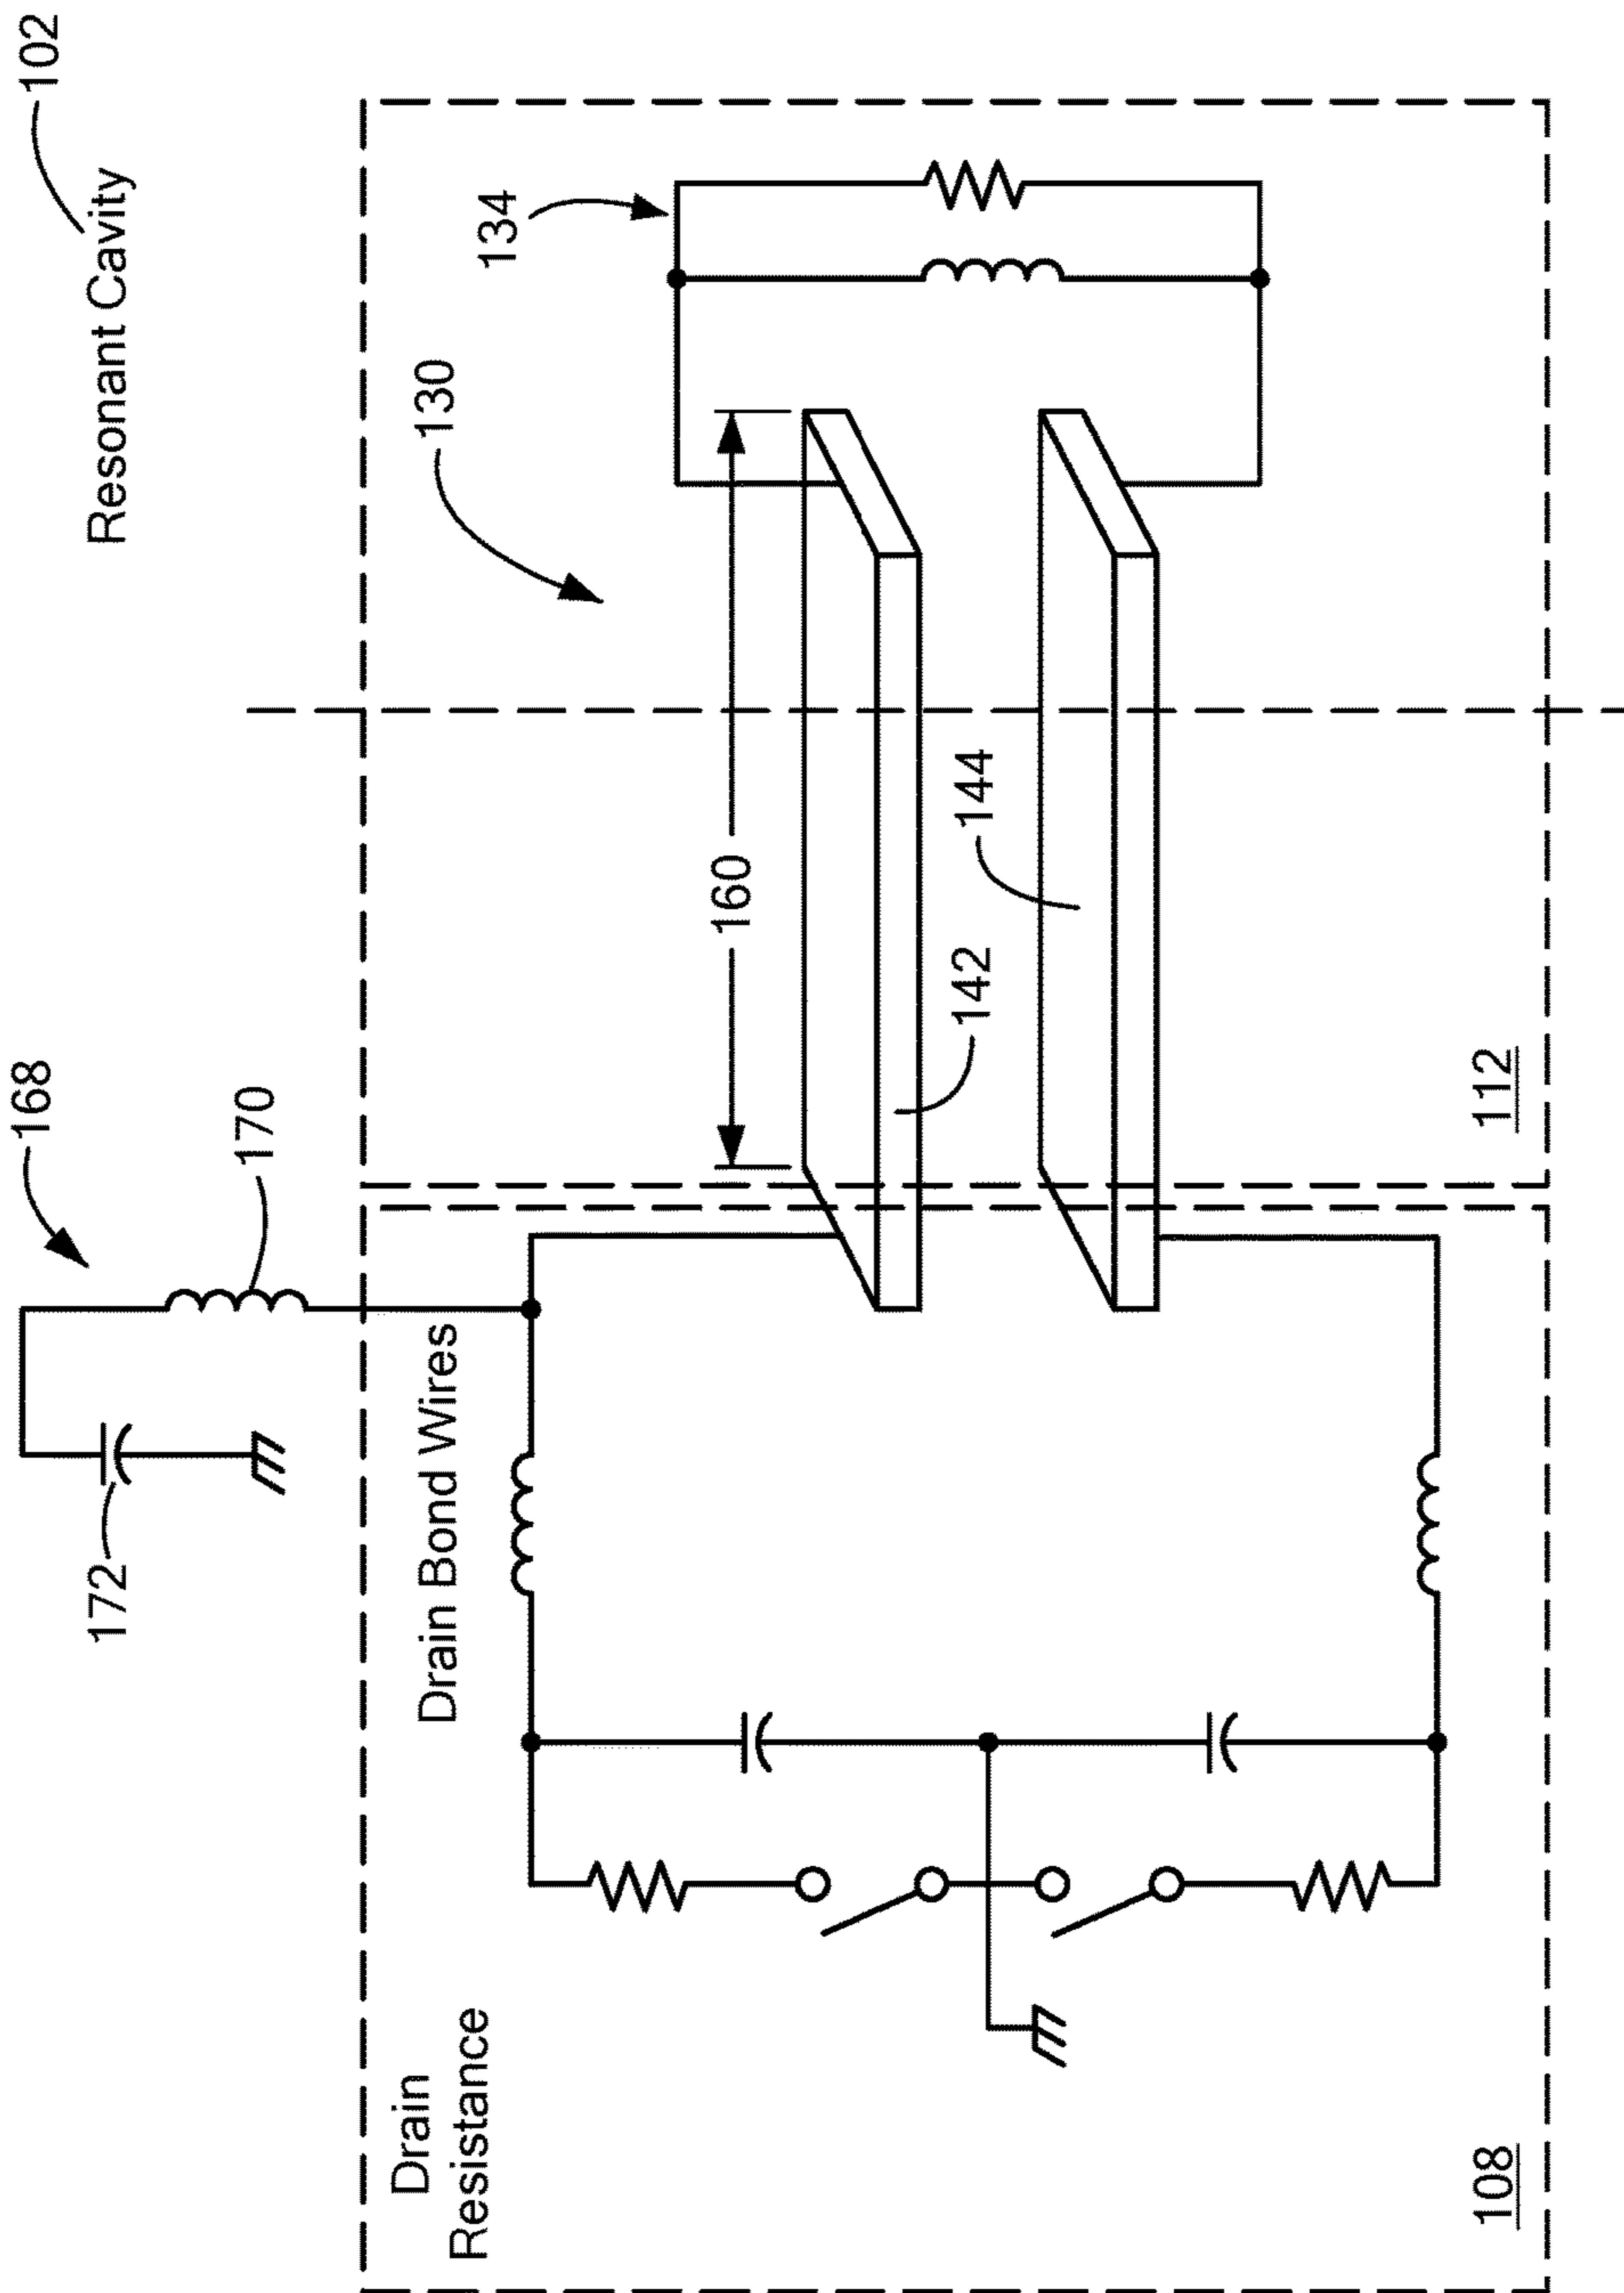 102
Resonant Cavity
168
170
172
130
134
Drain Bond Wires
160
Drain
Resistance
144
142
108
112